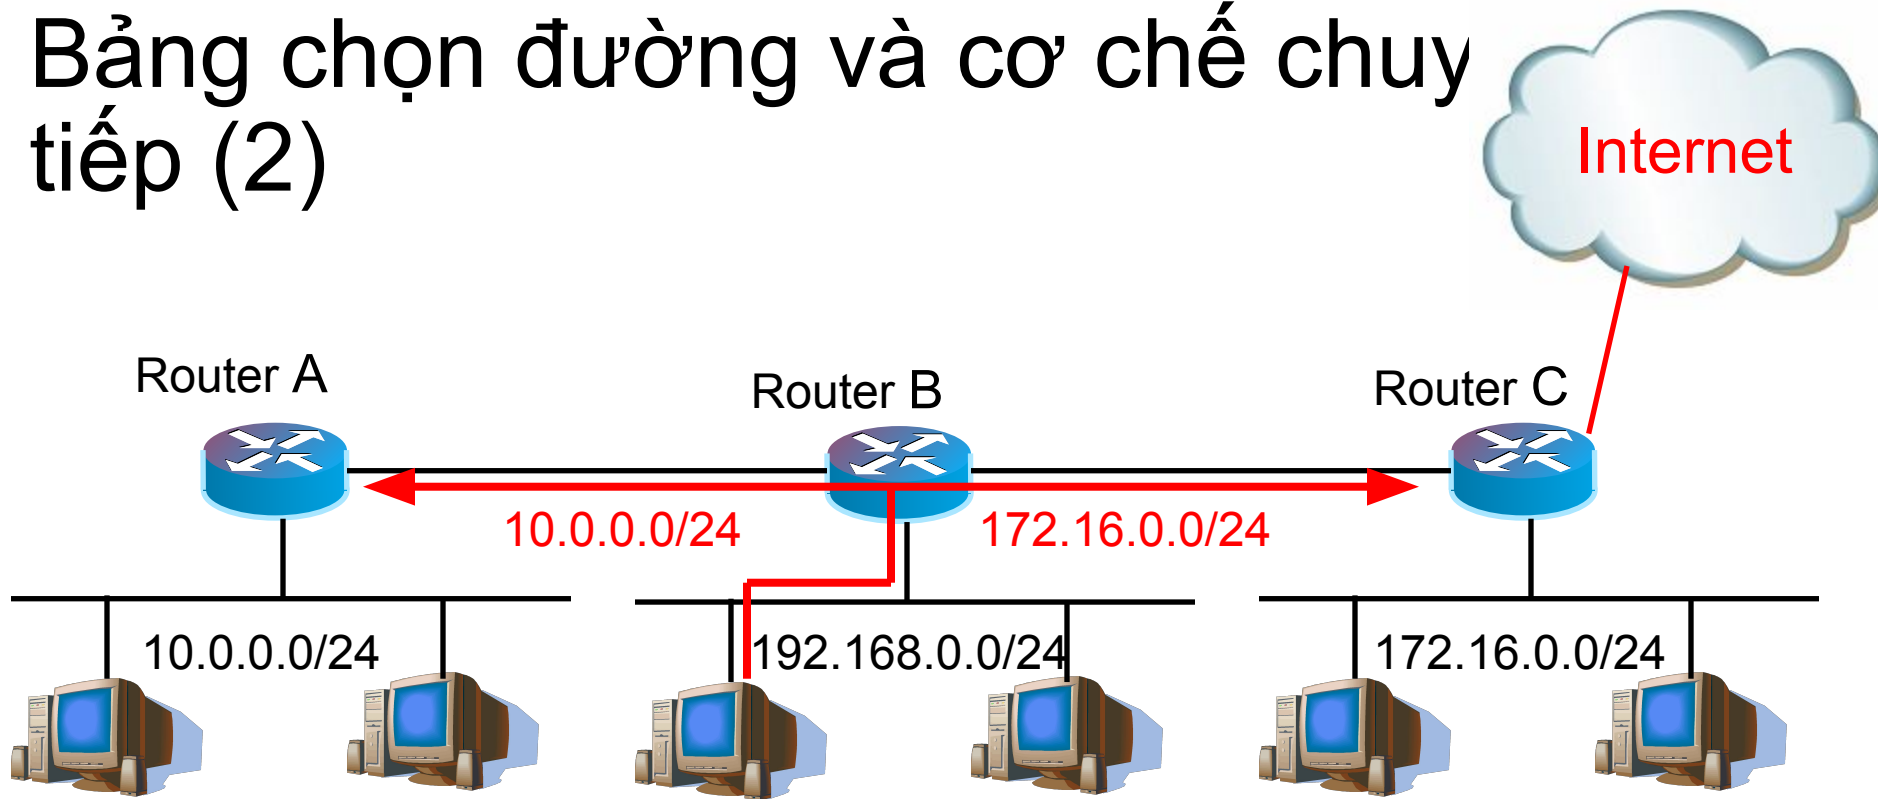 Bảng chọn đường và cơ chế chuy
tiếp (2)
Internet
Router A
Router B
Router C
10.0.0.0/24
172.16.0.0/24
10.0.0.0/24
192.168.0.0/24
172.16.0.0/24